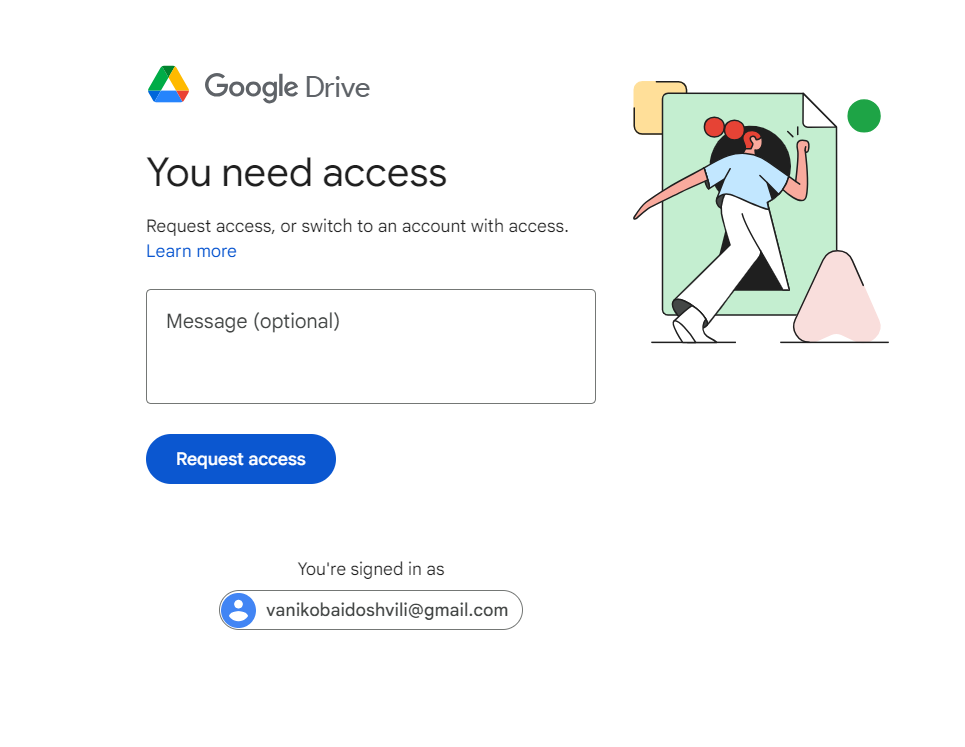 Google Drive
You need access
Request access, or switch to an account with access.
Learn more
Message (optional)
Request access
You're signed in as
vanikobaidoshvili@gmail.com